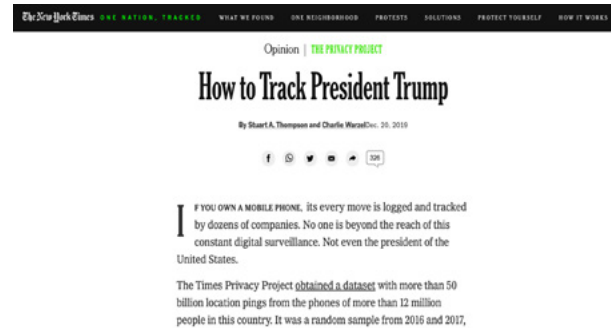 The New York Times ONE NATION, TRACKED WHAT WE FOUND ONE NEIGHBORHOOD PROTESTS SOLUTIONS PROTECT YOURSELF HOW IT WORKS
Opinion | THE PRIVACY PROJECT
How to Track President Trump
By Stuart A. Thompson and Charlie WarzelDec. 20, 2019
326
IF YOU OWN A MOBILE PHONE, its every move is logged and tracked
by dozens of companies. No one is beyond the reach of this
constant digital surveillance. Not even the president of the
United States.
The Times Privacy Project obtained a dataset with more than 50
billion location pings from the phones of more than 12 million
people in this country. It was a random sample from 2016 and 2017,